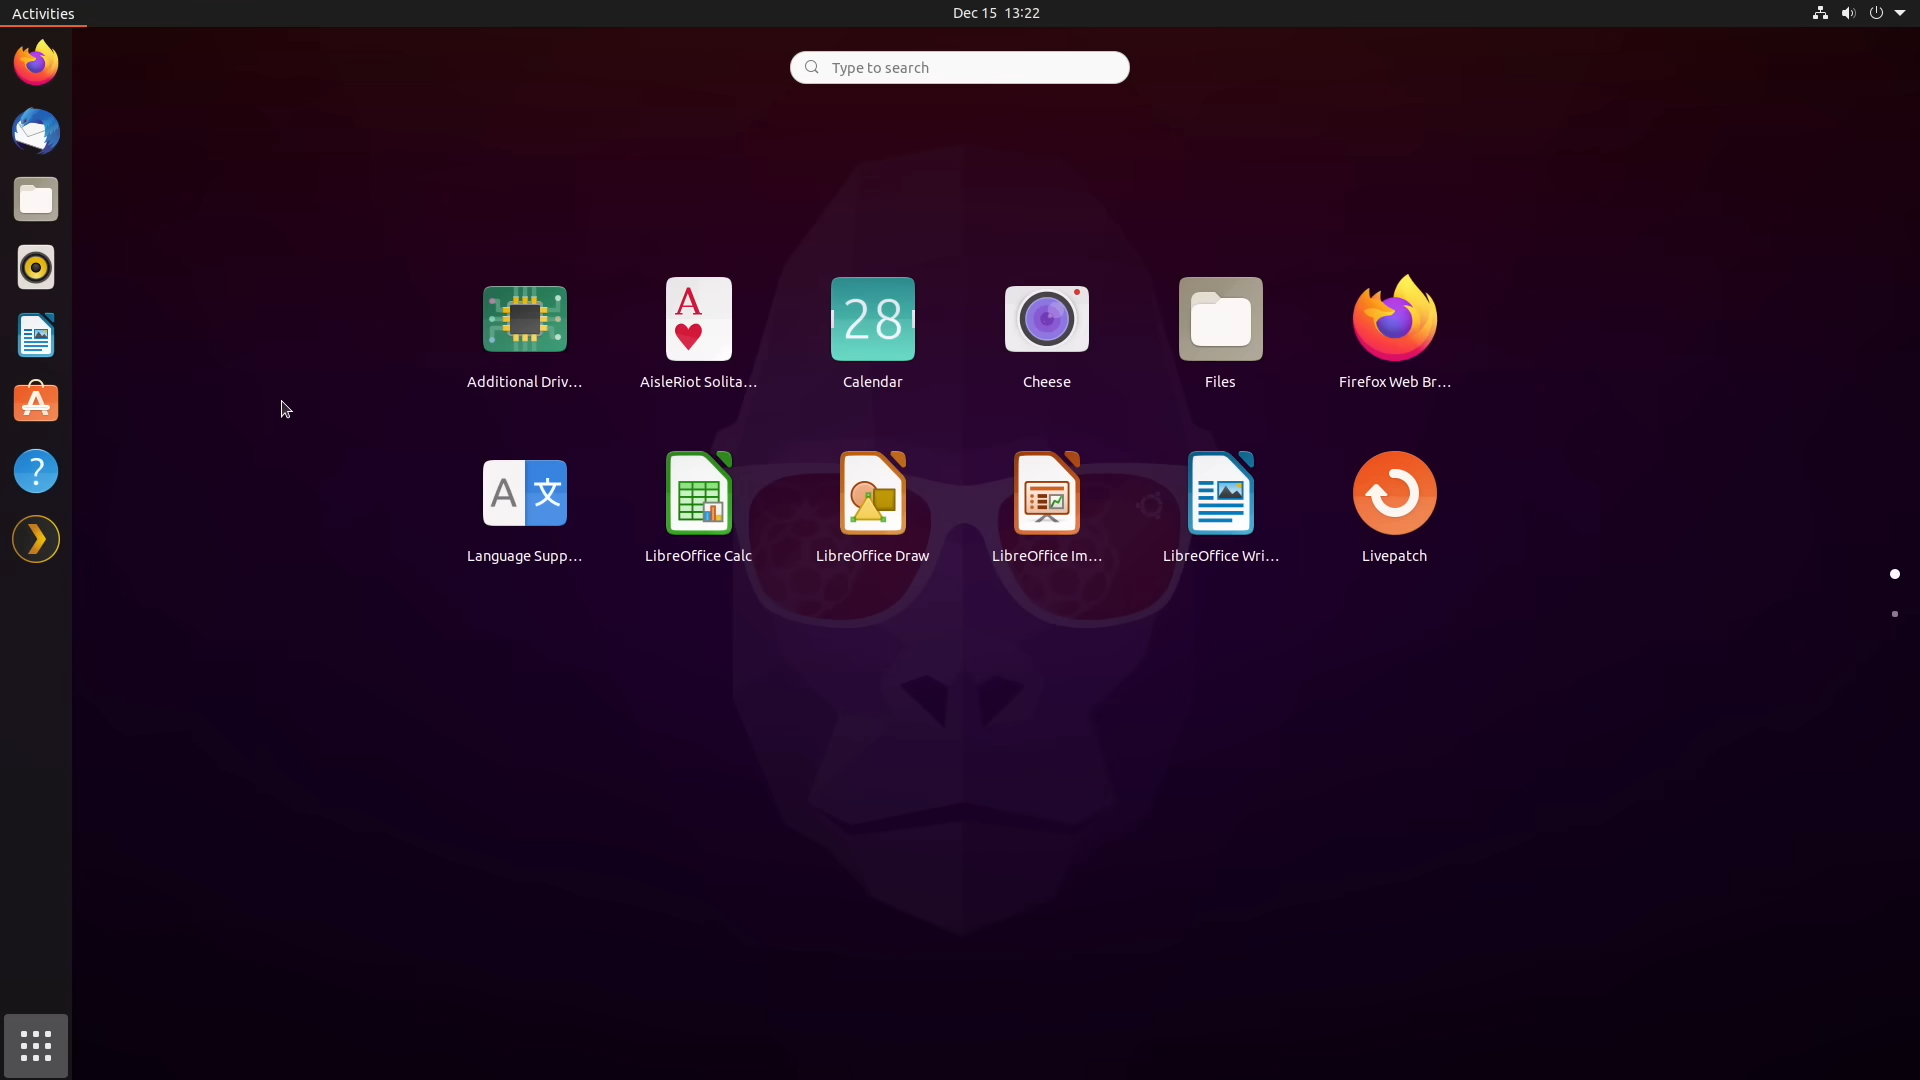 Activities
Dec 15 13:22
Type to search
28
A
Additional Driv...
AisleRiot Solita...
Calendar
Cheese
Files
Firefox Web Br...
A 文
Language Supp...
LibreOffice Calc
LibreOffice Draw
LibreOffice Im...
LibreOffice Wri...
Livepatch
?